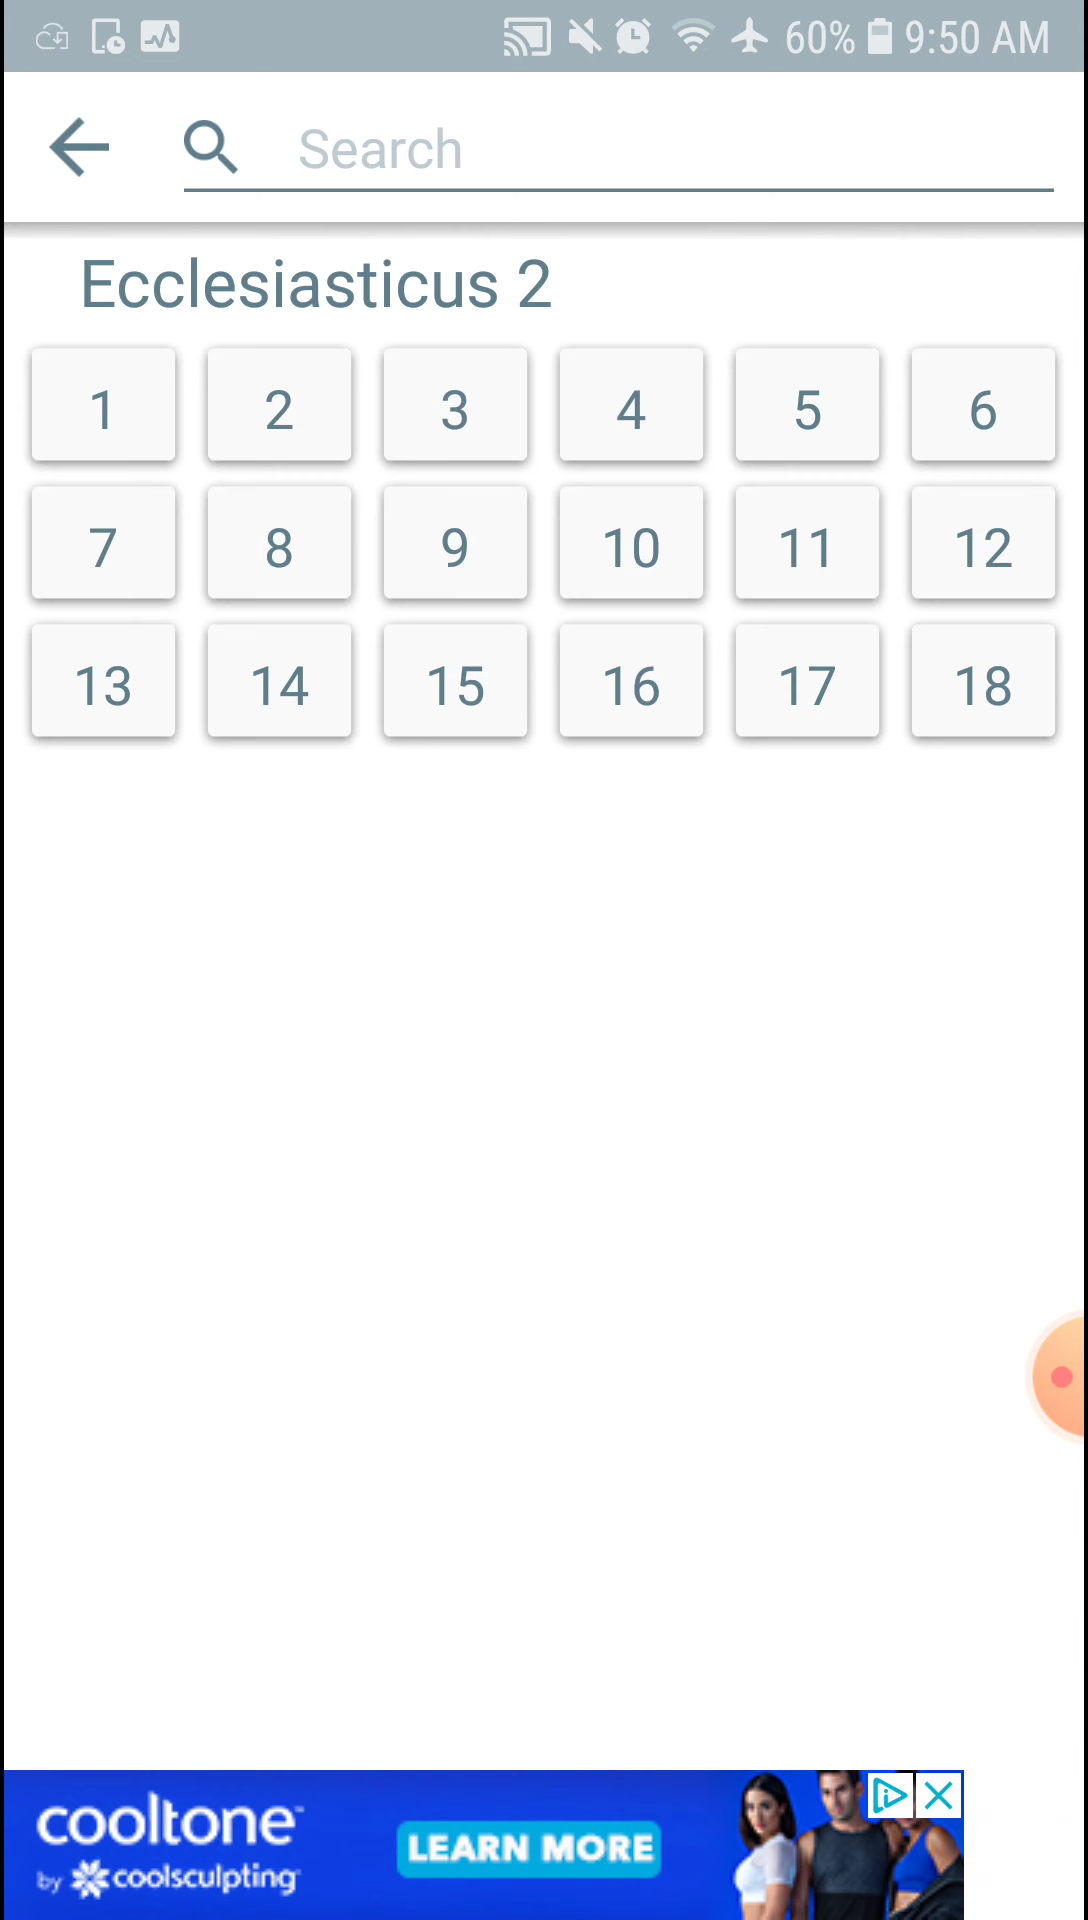 60% 9:50 AM
Search
Ecclesiasticus 2
1 2 3 4 5 6
7 8 9 10 11 12
13 14 15 16 17 18
cooltone
by coolsculpting
LEARN MORE